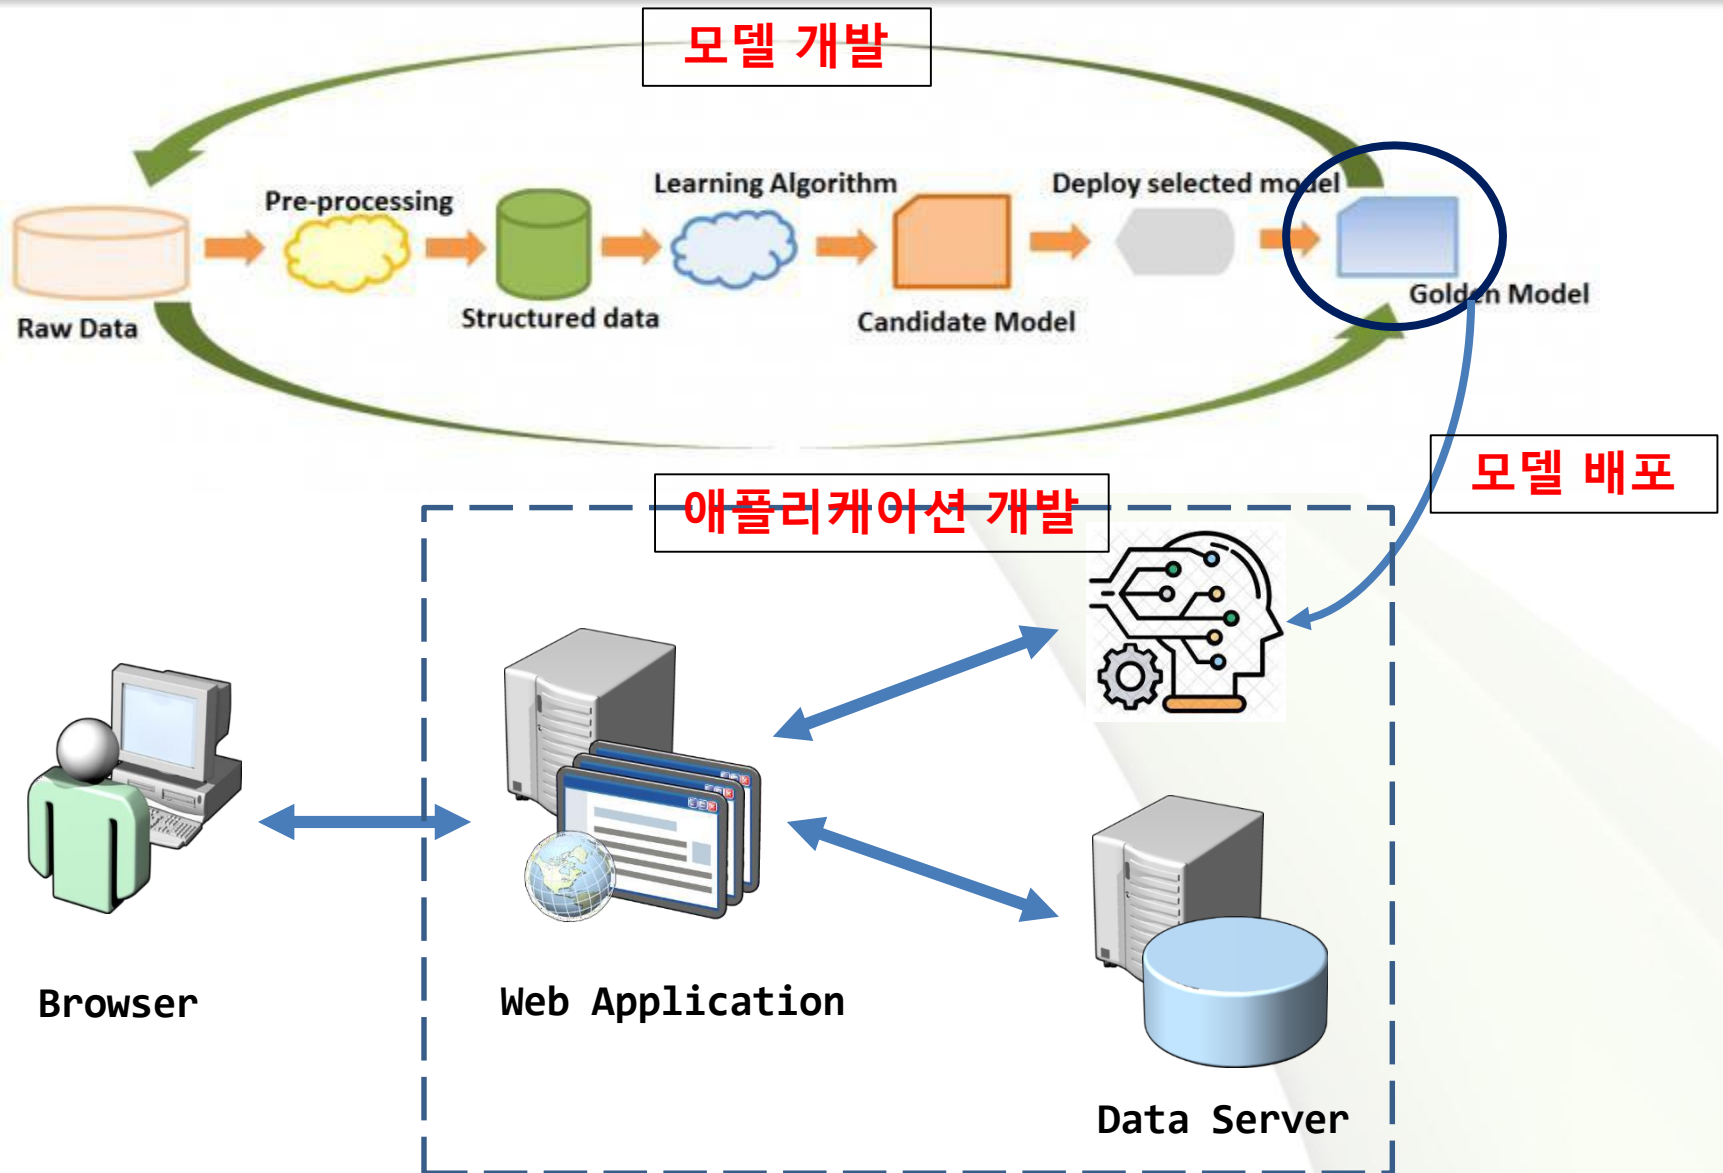 모델 개발
Learning Algorithm
Deploy selected model
Pre-processing
Golden Model
Structured data
Candidate Model
Raw Data
모델 배포
애플리케이션 개발
Browser
Web Application
Data Server